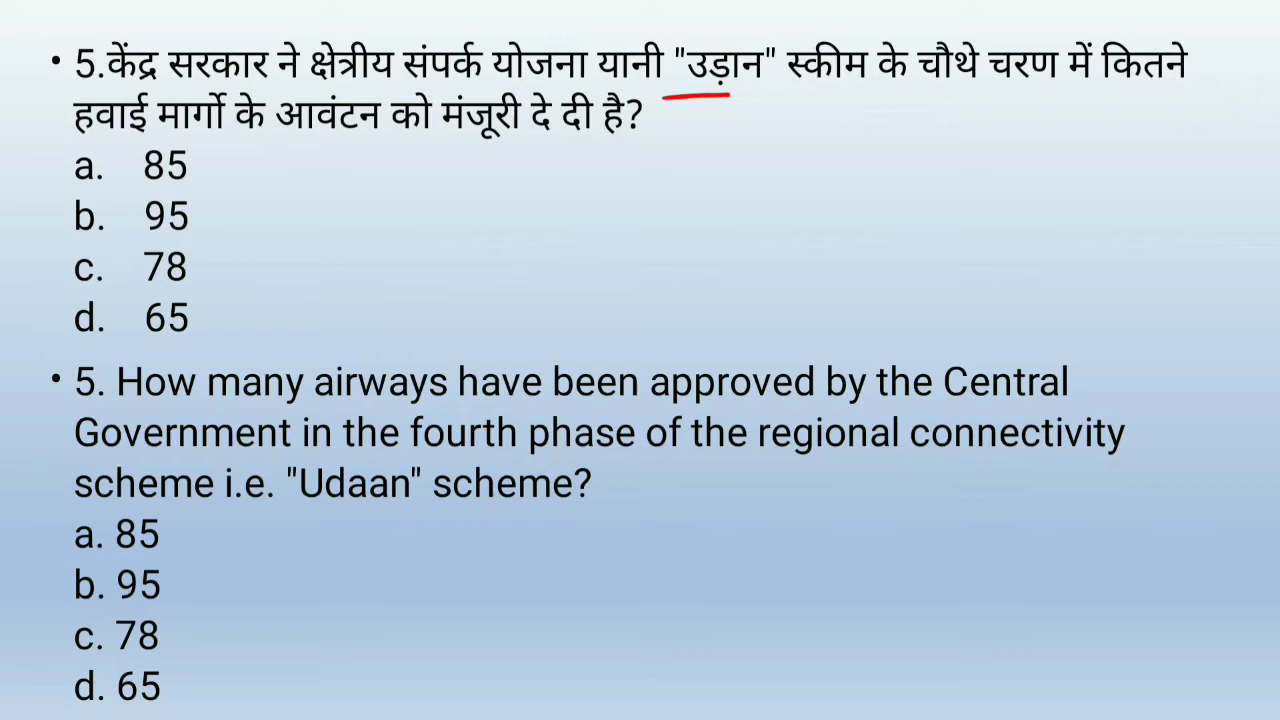 • 5.केंद्र सरकार ने क्षेत्रीय संपर्क योजना यानी "उड़ान" स्कीम के चौथे चरण में कितने
हवाई मार्गो के आवंटन को मंजूरी दे दी है?
a. 85
b. 95
c. 78
d. 65
• 5. How many airways have been approved by the Central
Government in the fourth phase of the regional connectivity
scheme i.e. "Udaan" scheme?
a. 85
b. 95
c. 78
d. 65